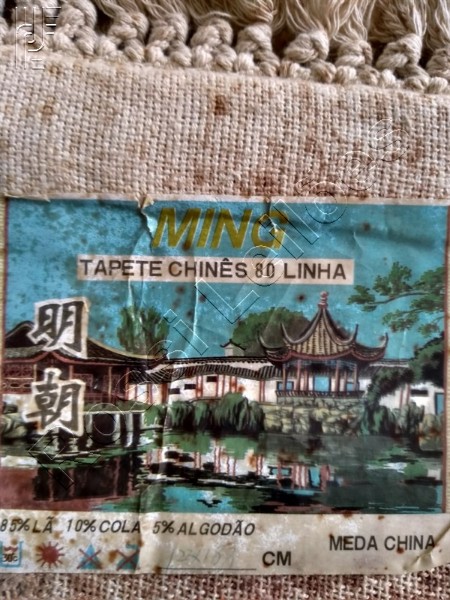 MING
TAPETE CHINÊS 80 LINHA
明朝
85% LÃ 10% COLA 5% ALGODÃO
CM
MEDA CHINA